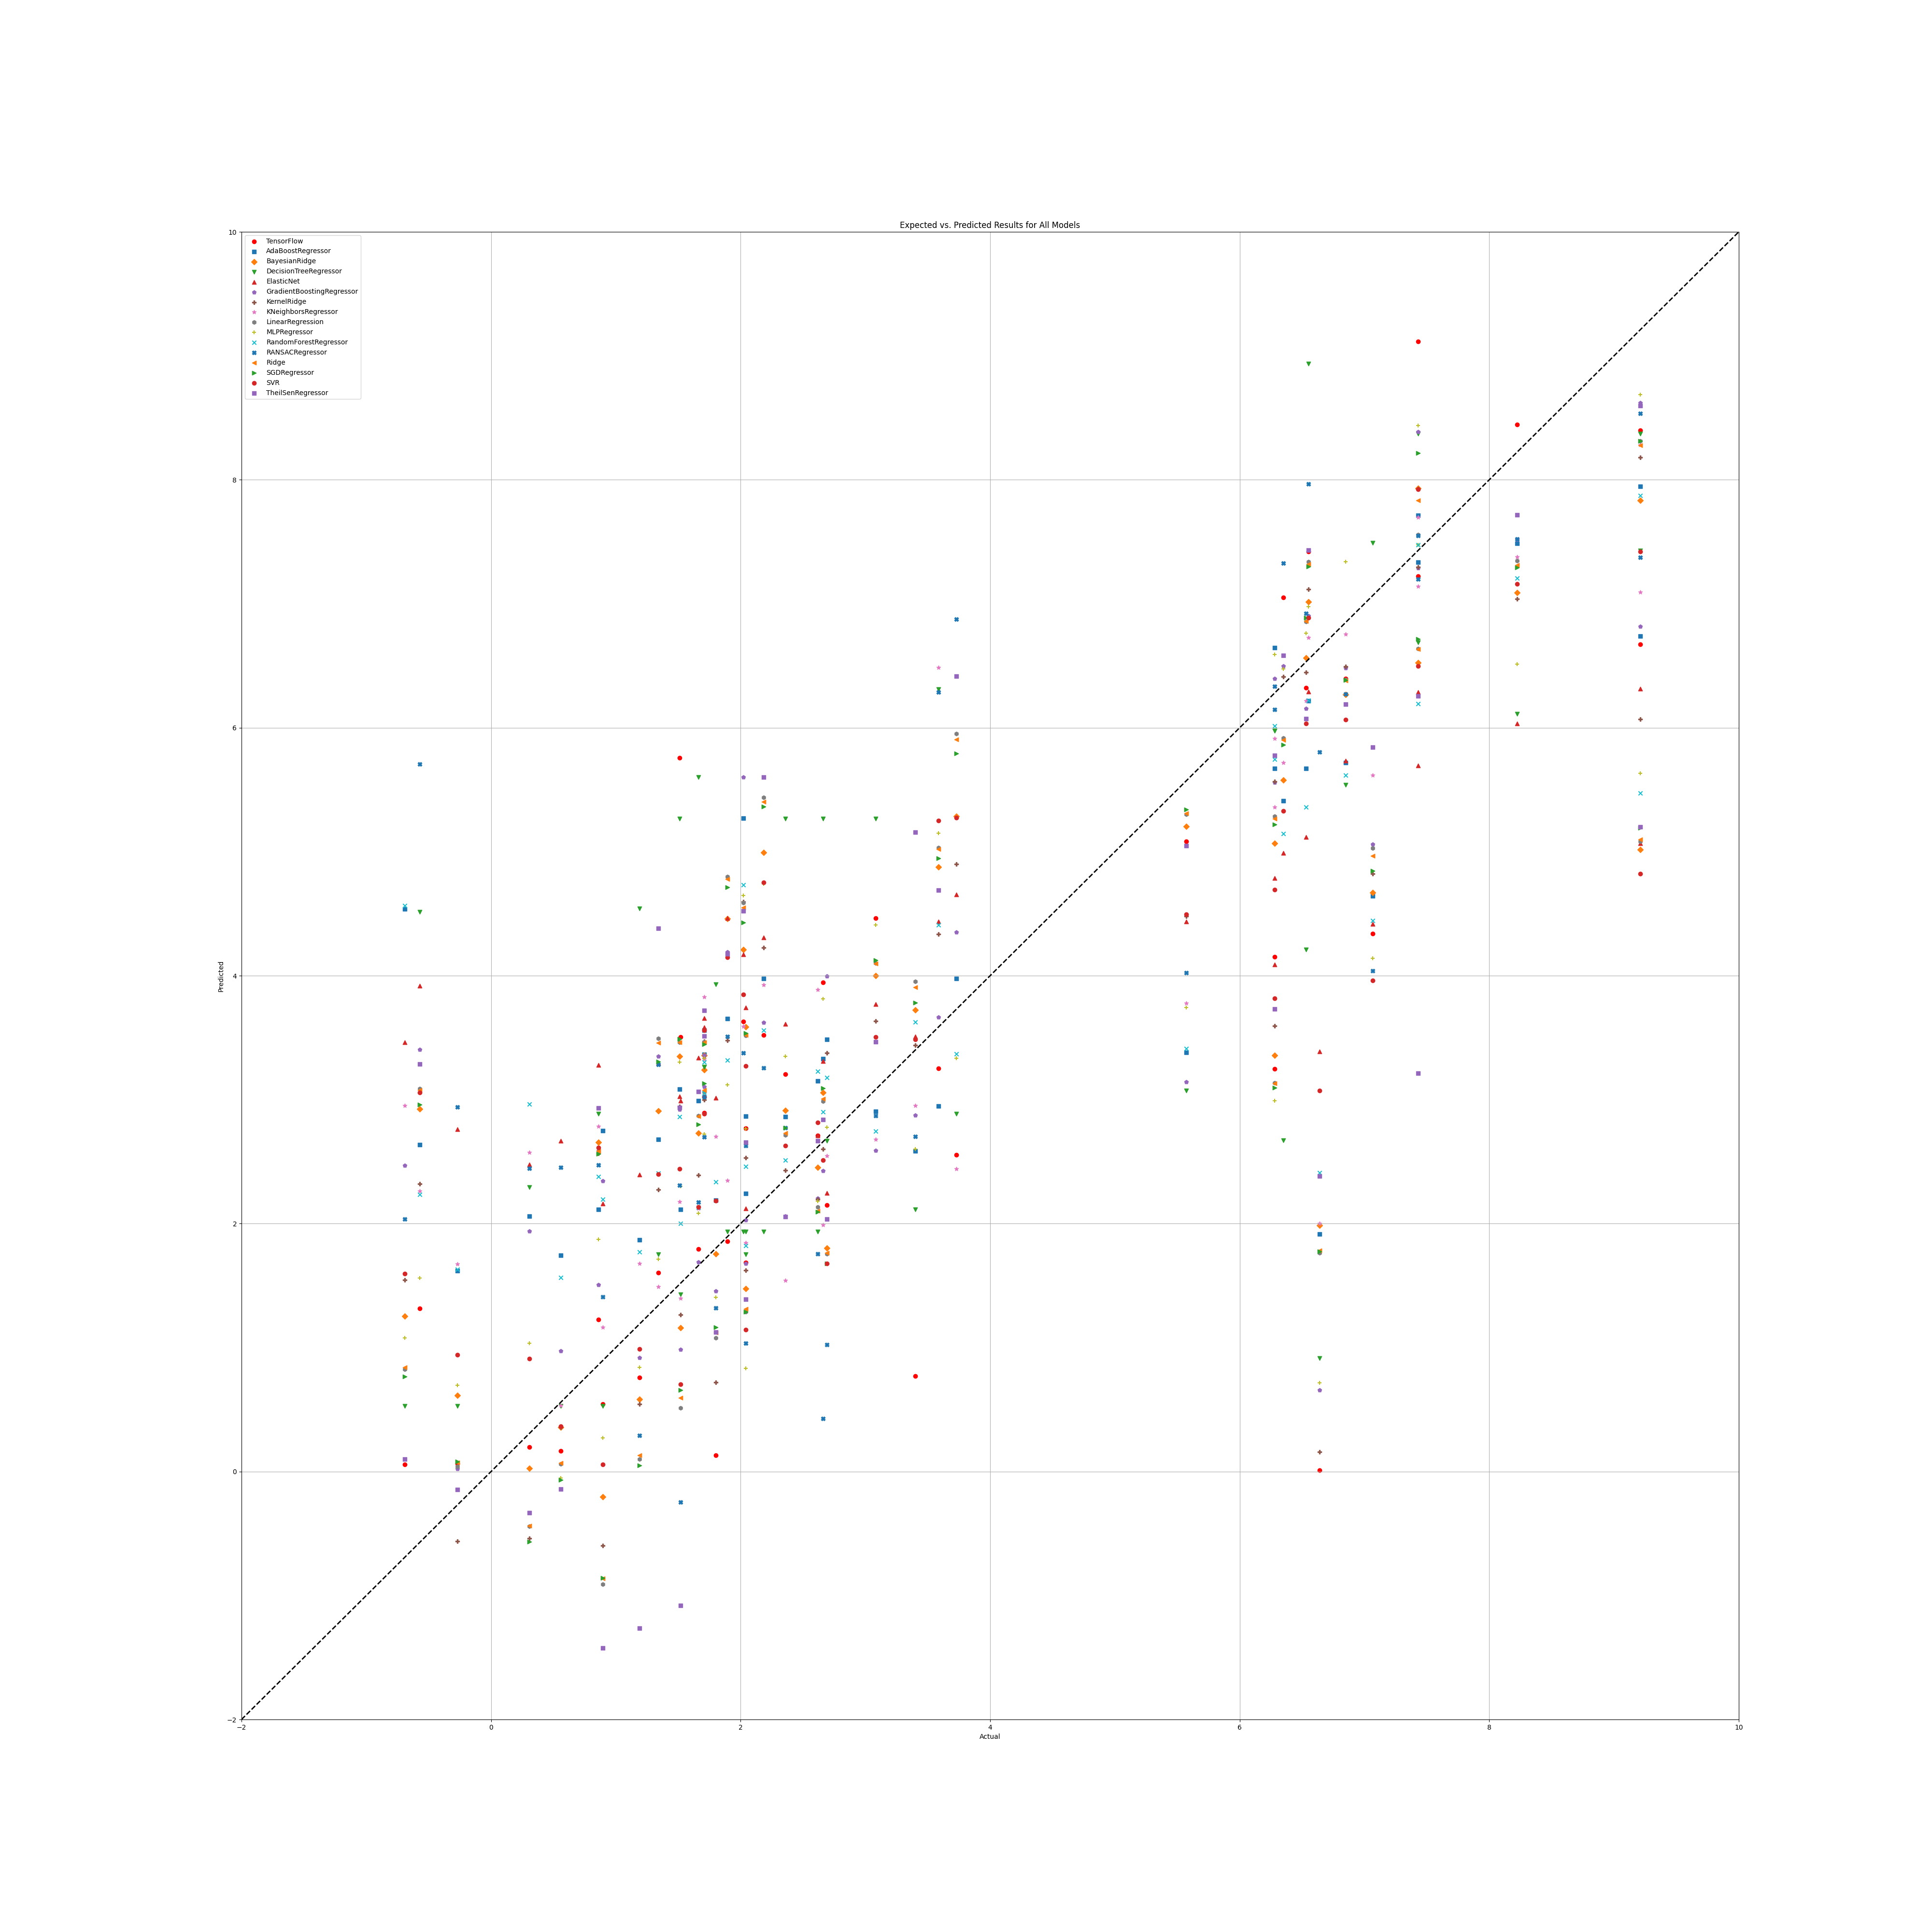 Expected vs. Predicted Results for All Models
10
TensorFlow
AdaBoostRegressor
BayesianRidge
DecisionTreeRegressor
ElasticNet
GradientBoostingRegressor
KernelRidge
KNeighborsRegressor
LinearRegression
MLPRegressor
RandomForestRegressor
RANSACRegressor
Ridge
SGDRegressor
SVR
TheilSenRegressor
8
6
4
Predicted
2
0
−2
−2 0 2 4 6 8 10
Actual